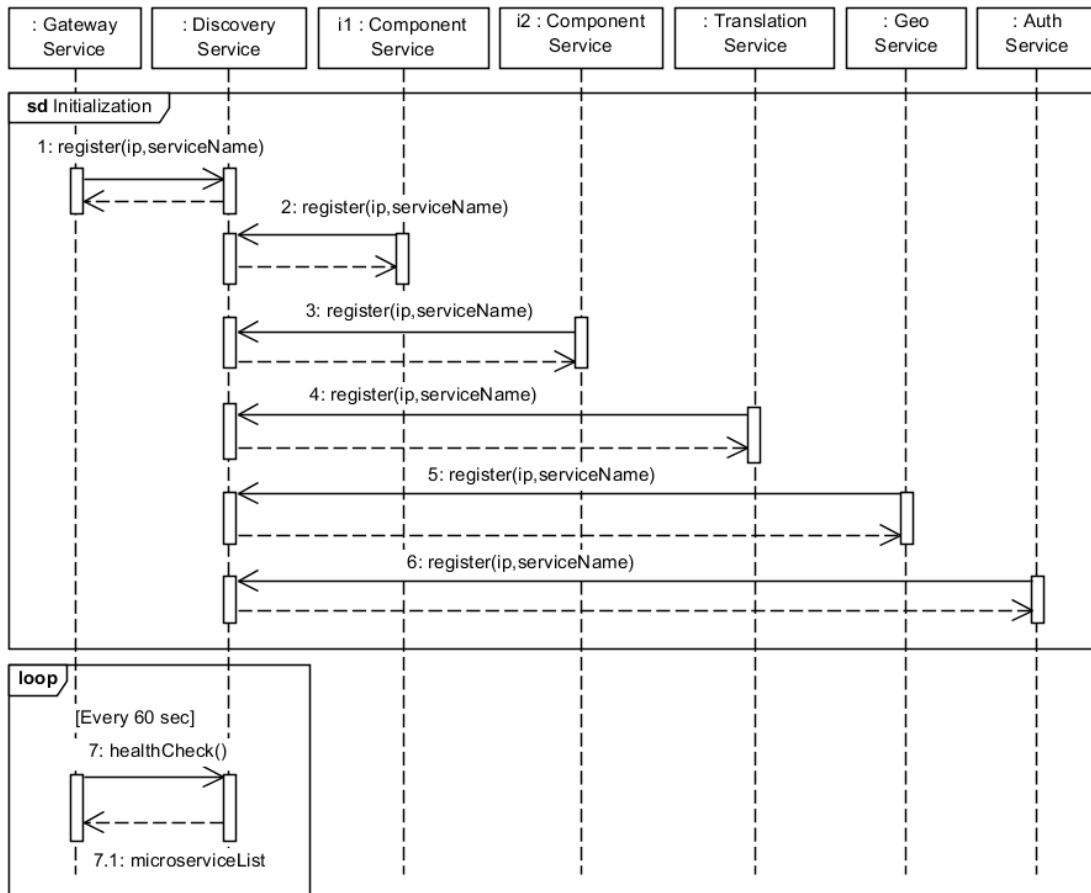 : Gateway
Service
: Discovery
Service
i1 : Component
Service
i2 : Component
Service
: Translation
Service
: Geo
Service
: Auth
Service
sd Initialization
1: register(ip,serviceName)
2: register(ip,serviceName)
3: register(ip,serviceName)
4: register(ip,serviceName)
5: register(ip,serviceName)
6: register(ip,serviceName)
loop
[Every 60 sec]
7: healthCheck()
7.1: microserviceList